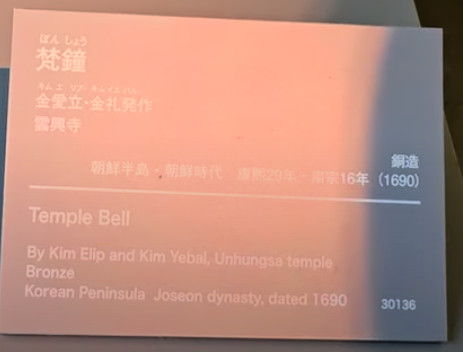 ぼん しょう
梵鐘
キム エ リプ・キム イエ バル
金愛立・金礼発作
雲興寺
銅造
朝鮮半島・朝鮮時代 康熙29年・粛宗16年（1690）
Temple Bell
By Kim Elip and Kim Yebal, Unhungsa temple
Bronze
Korean Peninsula Joseon dynasty, dated 1690
30136